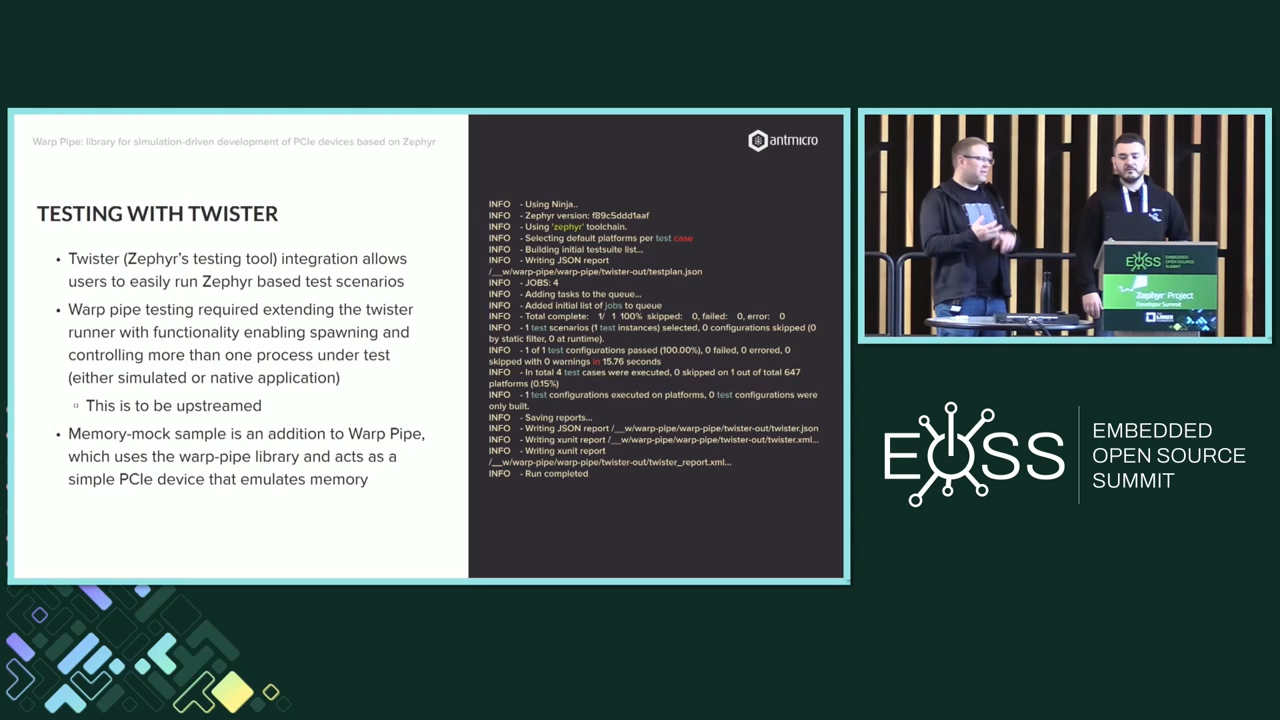 Warp Pipe: library for simulation-driven development of PCIe devices based on Zephyr
antmicro
TESTING WITH TWISTER
• Twister (Zephyr's testing tool) integration allows
users to easily run Zephyr based test scenarios
• Warp pipe testing required extending the twister
runner with functionality enabling spawning and
controlling more than one process under test
(either simulated or native application)
▫ This is to be upstreamed
• Memory-mock sample is an addition to Warp Pipe,
which uses the warp-pipe library and acts as a
simple PCIe device that emulates memory
INFO - Using Ninja..
INFO - Zephyr version: f89c5ddd1aaf
INFO - Using 'zephyr' toolchain.
INFO - Selecting default platforms per test case
INFO - Building initial testsuite list...
INFO - Writing JSON report
/__w/warp-pipe/warp-pipe/twister-out/testplan.json
INFO - JOBS: 4
INFO - Adding tasks to the queue...
INFO - Added initial list of jobs to queue
INFO - Total complete: 1/ 1 100% skipped: 0, failed: 0, error: 0
INFO - 1 test scenarios (1 test instances) selected, 0 configurations skipped (0
by static filter, 0 at runtime).
INFO - 1 of 1 test configurations passed (100.00%), 0 failed, 0 errored, 0
skipped with 0 warnings in 15.76 seconds
INFO - In total 4 test cases were executed, 0 skipped on 1 out of total 647
platforms (0.15%)
INFO - 1 test configurations executed on platforms, 0 test configurations were
only built.
INFO - Saving reports...
INFO - Writing JSON report /__w/warp-pipe/warp-pipe/twister-out/twister.json
INFO - Writing xunit report /__w/warp-pipe/warp-pipe/twister-out/twister.xml...
INFO - Writing xunit report
/__w/warp-pipe/warp-pipe/twister-out/twister_report.xml...
INFO - Run completed
EOSS
EMBEDDED
OPEN SOURCE
SUMMIT
Zephyr Project
Developer Summit
LINUX
EOSS
EMBEDDED
OPEN SOURCE
SUMMIT